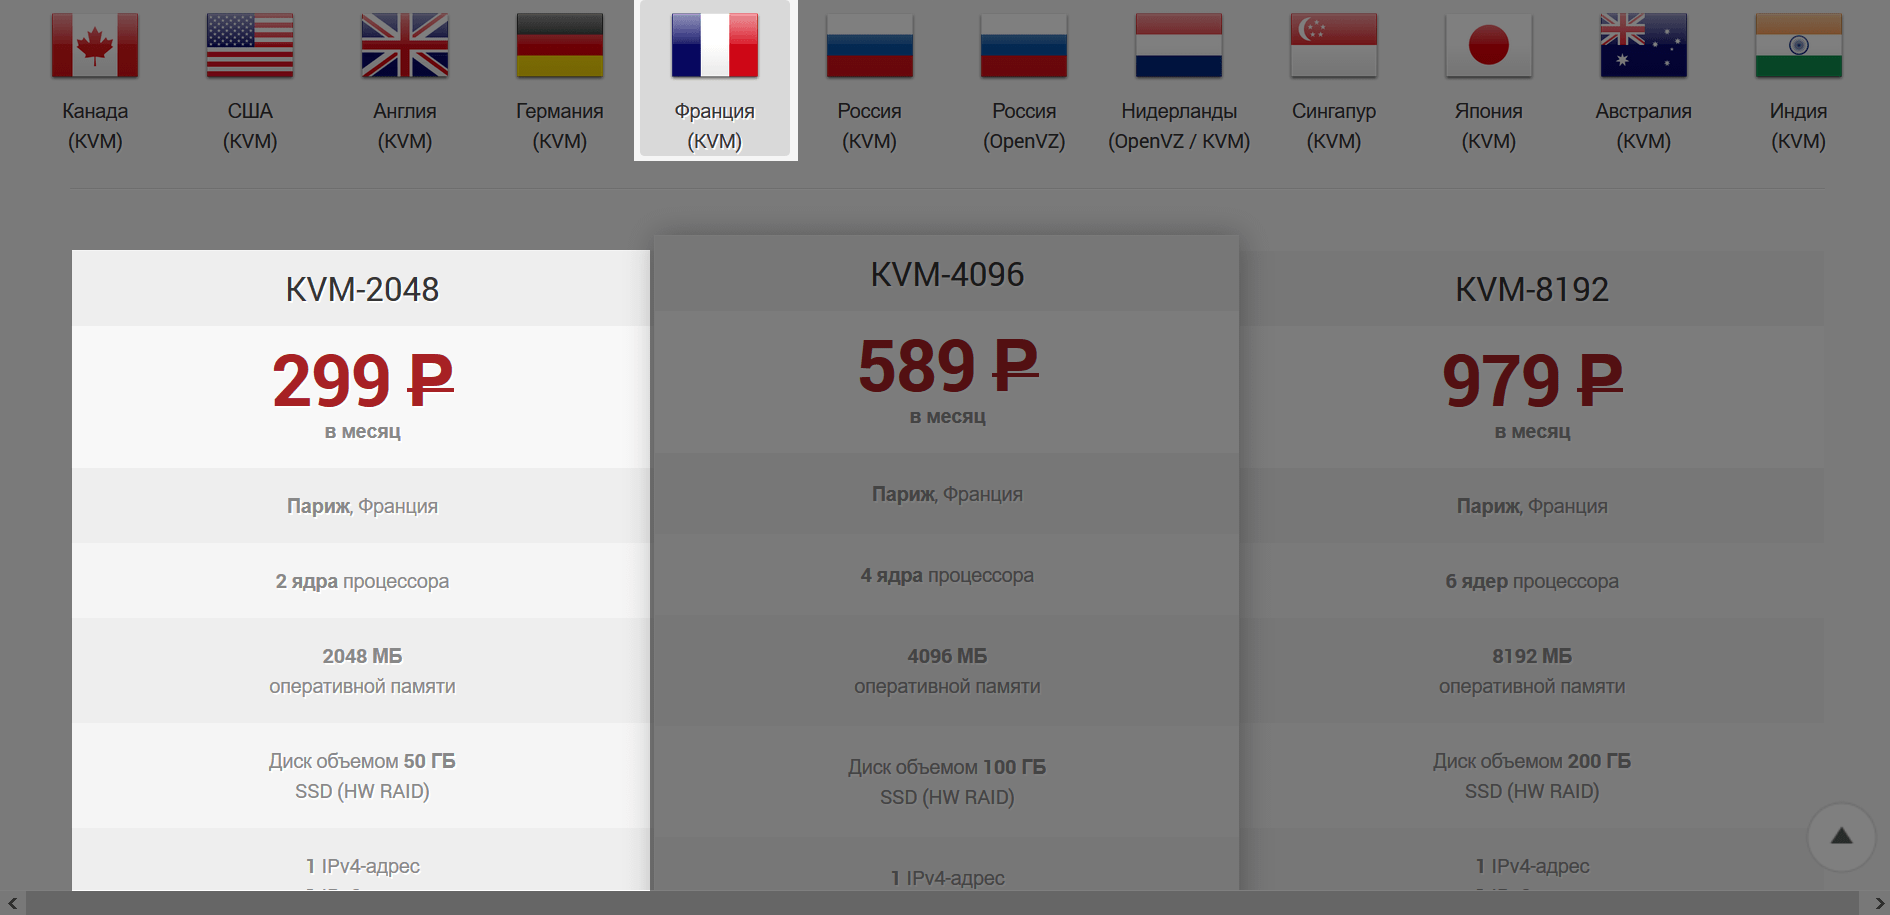 Канада
(KVM)
США
(KVM)
Англия
(KVM)
Германия
(KVM)
Франция
(KVM)
Россия
(KVM)
Россия
(OpenVZ)
Нидерланды
(OpenVZ / KVM)
Сингапур
(KVM)
Япония
(KVM)
Австралия
(KVM)
Индия
(KVM)
KVM-2048
299 ₽
в месяц
Париж, Франция
2 ядра процессора
2048 МБ
оперативной памяти
Диск объемом 50 ГБ
SSD (HW RAID)
1 IPv4-адрес
KVM-4096
589 ₽
в месяц
Париж, Франция
4 ядра процессора
4096 МБ
оперативной памяти
Диск объемом 100 ГБ
SSD (HW RAID)
1 IPv4-адрес
KVM-8192
979 ₽
в месяц
Париж, Франция
6 ядер процессора
8192 МБ
оперативной памяти
Диск объемом 200 ГБ
SSD (HW RAID)
1 IPv4-адрес